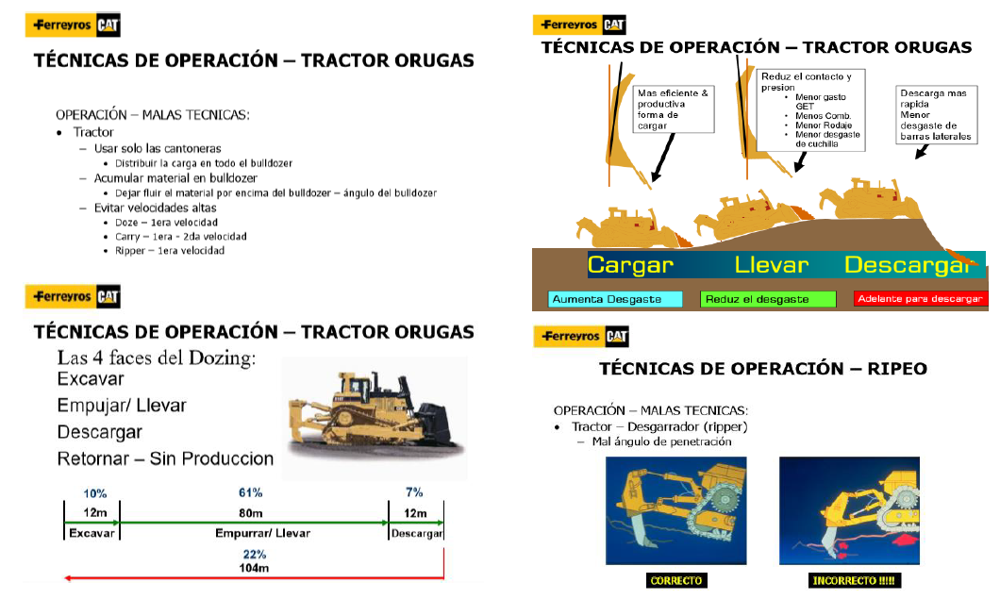 Ferreyros CAT
TÉCNICAS DE OPERACIÓN – TRACTOR ORUGAS
OPERACIÓN – MALAS TECNICAS:
• Tractor
– Usar solo las cantoneras
• Distribuir la carga en todo el bulldozer
– Acumular material en bulldozer
• Dejar fluir el material por encima del bulldozer – ángulo del bulldozer
– Evitar velocidades altas
• Doze – 1era velocidad
• Carry – 1era - 2da velocidad
• Ripper – 1era velocidad
Ferreyros CAT
TÉCNICAS DE OPERACIÓN – TRACTOR ORUGAS
Mas eficiente &
productiva
forma de
cargar
Reduz el contacto y
presion
• Menor gasto
GET
• Menos Comb.
• Menor Rodaje
• Menor desgaste
de cuchilla
Descarga mas
rapida
Menor
desgaste de
barras laterales
Cargar
Llevar
Descargar
Aumenta Desgaste
Reduz el desgaste
Adelante para descargar
Ferreyros CAT
TÉCNICAS DE OPERACIÓN – TRACTOR ORUGAS
Las 4 faces del Dozing:
Excavar
Empujar/ Llevar
Descargar
Retornar – Sin Produccion
10% 61% 7%
12m 80m 12m
Excavar Empurrar/ Llevar Descargar
22%
104m
Ferreyros CAT
TÉCNICAS DE OPERACIÓN – RIPEO
OPERACIÓN – MALAS TECNICAS:
• Tractor – Desgarrador (ripper)
– Mal ángulo de penetración
CORRECTO
INCORRECTO !!!!!